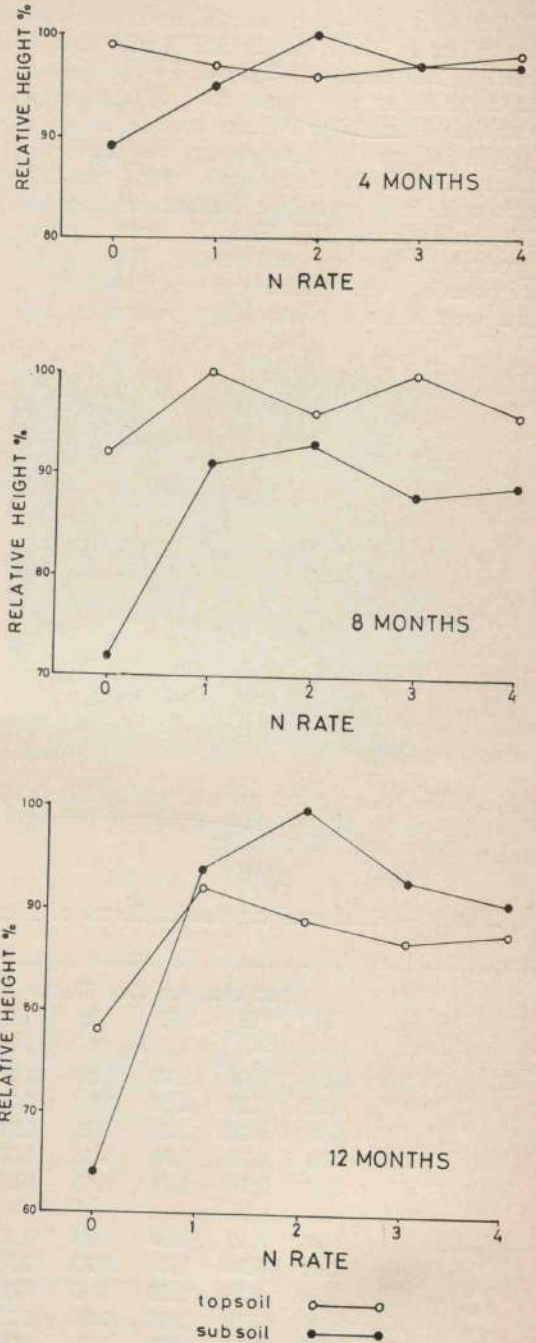 RELATIVE HEIGHT %
100
90
80
0 1 2 3 4
4 MONTHS
N RATE
RELATIVE HEIGHT %
100
90
80
70
0 1 2 3 4
8 MONTHS
N RATE
RELATIVE HEIGHT %
100
90
80
70
60
0 1 2 3 4
12 MONTHS
N RATE
topsoil
subsoil